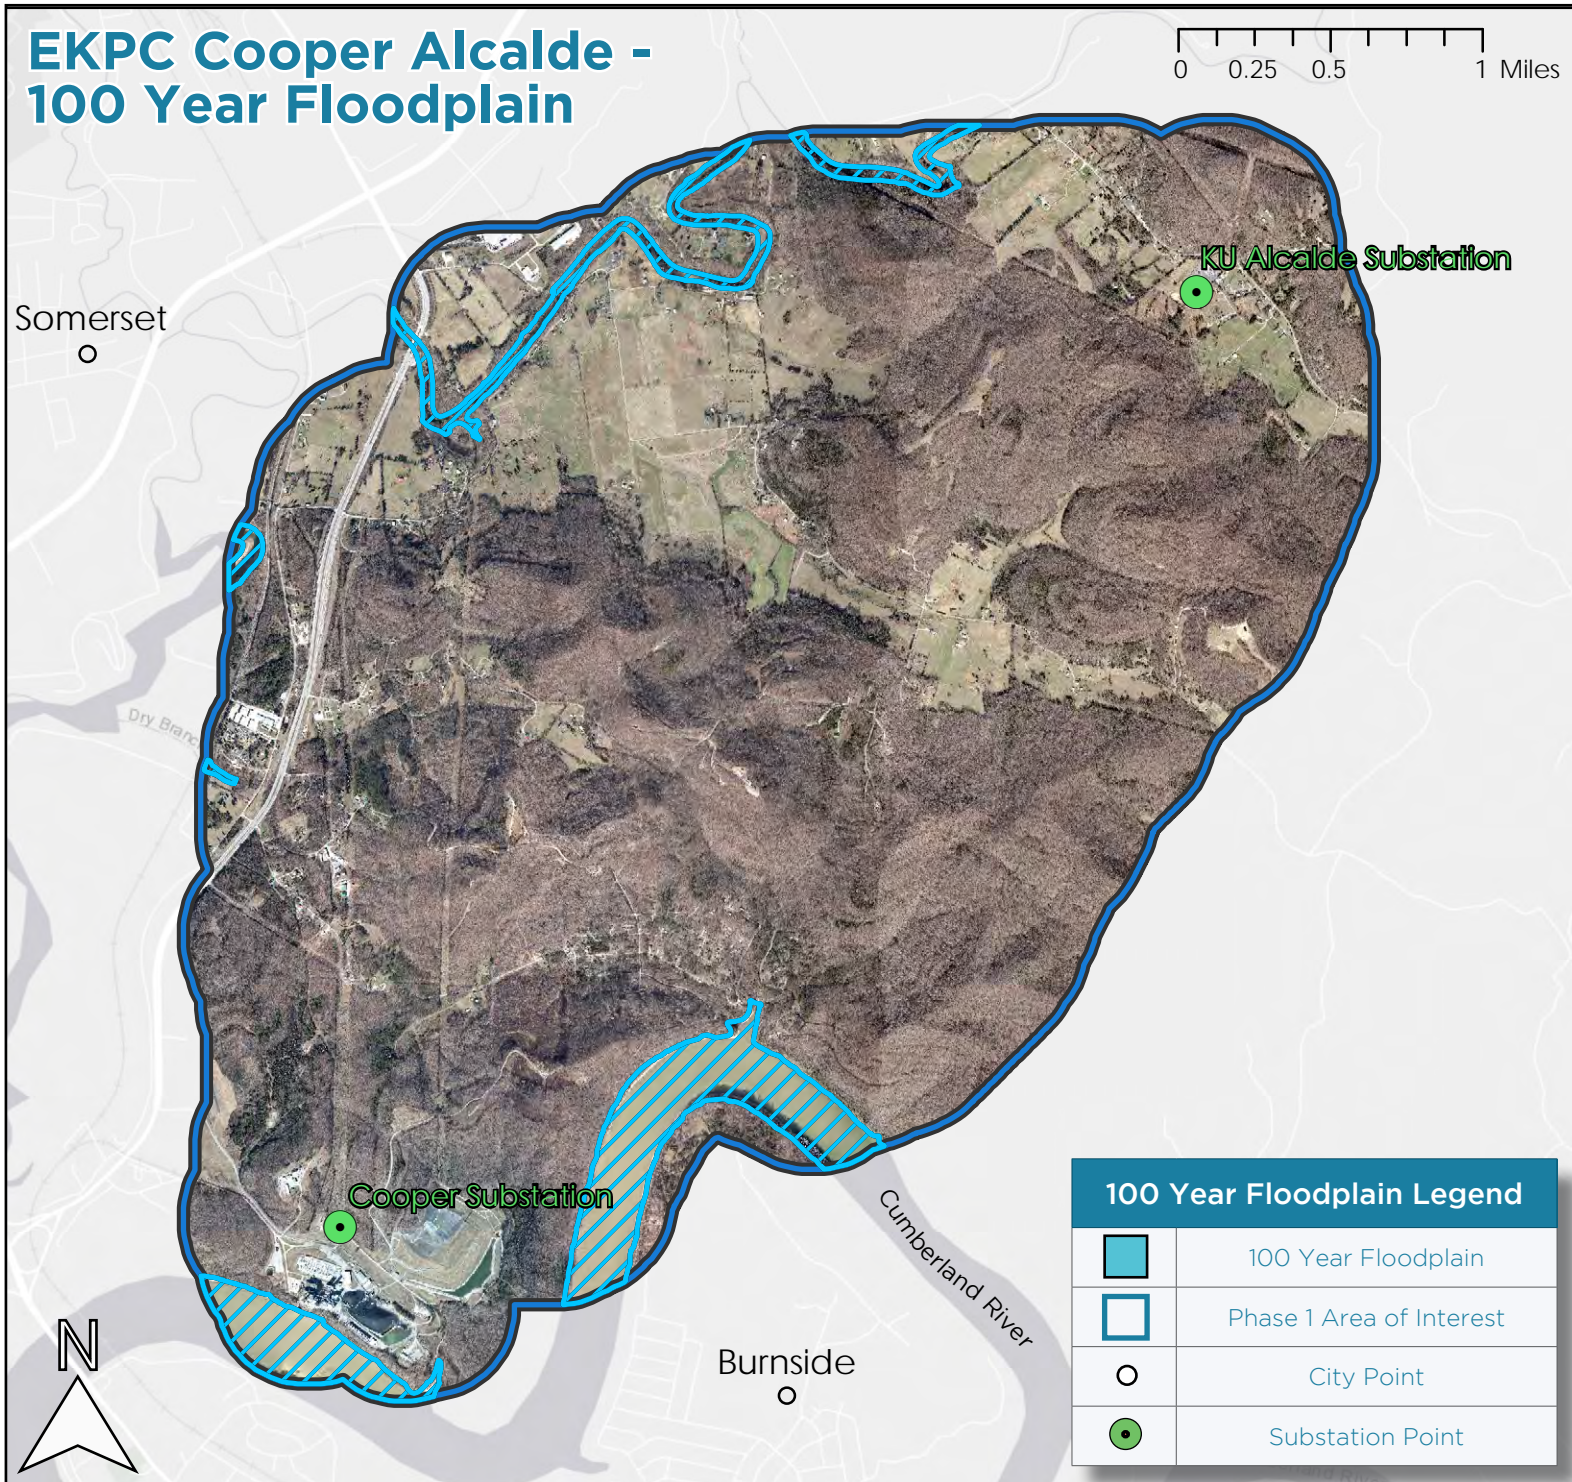 EKPC Cooper Alcalde -
100 Year Floodplain
0 0.25 0.5 1 Miles
KU Alcalde Substation
Somerset
Dry Branch
Cooper Substation
Cumberland River
Burnside
N
100 Year Floodplain Legend
100 Year Floodplain
Phase 1 Area of Interest
City Point
Substation Point